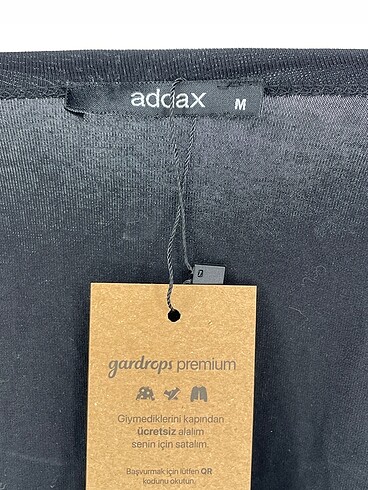 addax
M
gardrops premium
Giymediklerini kapından
ücretsiz alalım
senin için satalım.
Başvurmak için lütfen QR
kodunu okutun.